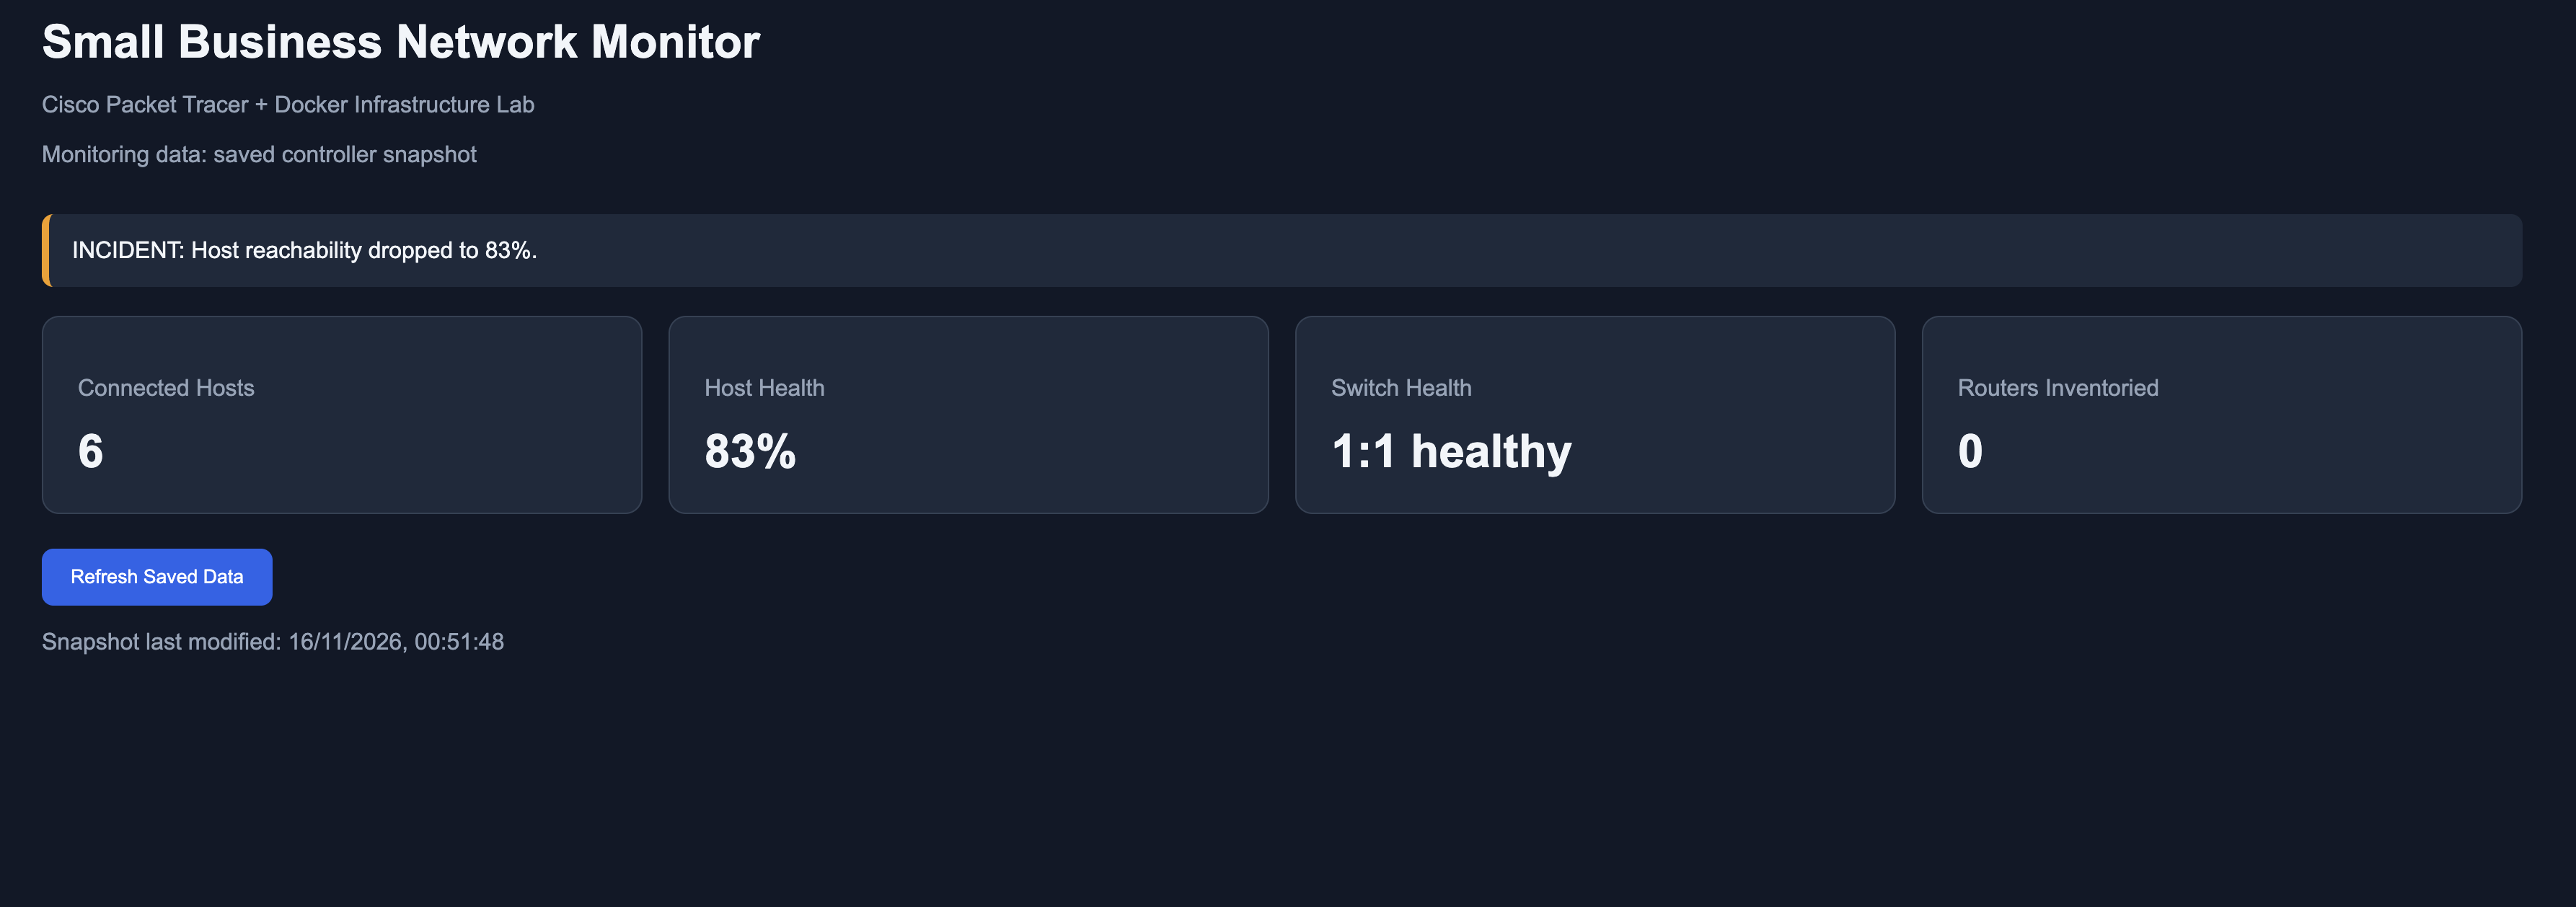 Small Business Network Monitor
Cisco Packet Tracer + Docker Infrastructure Lab
Monitoring data: saved controller snapshot
INCIDENT: Host reachability dropped to 83%.
Connected Hosts
6
Host Health
83%
Switch Health
1:1 healthy
Routers Inventoried
0
Refresh Saved Data
Snapshot last modified: 16/11/2026, 00:51:48